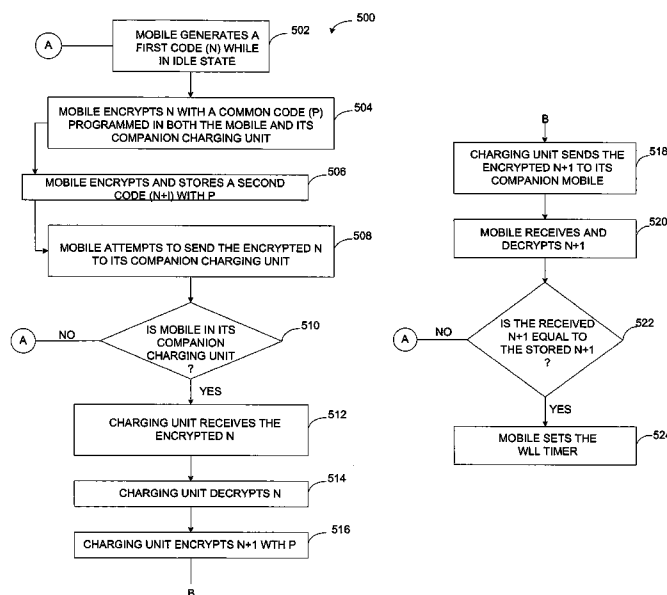 500
A
MOBILE GENERATES A
FIRST CODE (N) WHILE
IN IDLE STATE
502
MOBILE ENCRYPTS N WITH A COMMON CODE (P)
PROGRAMMED IN BOTH THE MOBILE AND ITS
COMPANION CHARGING UNIT
504
MOBILE ENCRYPTS AND STORES A SECOND
CODE (N+I) WITH P
506
MOBILE ATTEMPTS TO SEND THE ENCRYPTED N
TO ITS COMPANION CHARGING UNIT
508
A
NO
IS MOBILE IN ITS
COMPANION
CHARGING UNIT
?
510
YES
CHARGING UNIT RECEIVES THE
ENCRYPTED N
512
CHARGING UNIT DECRYPTS N
514
CHARGING UNIT ENCRYPTS N+1 WTH P
516
B
B
CHARGING UNIT SENDS THE
ENCRYPTED N+1 TO ITS
COMPANION MOBILE
518
MOBILE RECEIVES AND
DECRYPTS N+1
520
A
NO
IS THE RECEIVED
N+1 EQUAL TO
THE STORED N+1
?
522
YES
MOBILE SETS THE
WLL TIMER
524